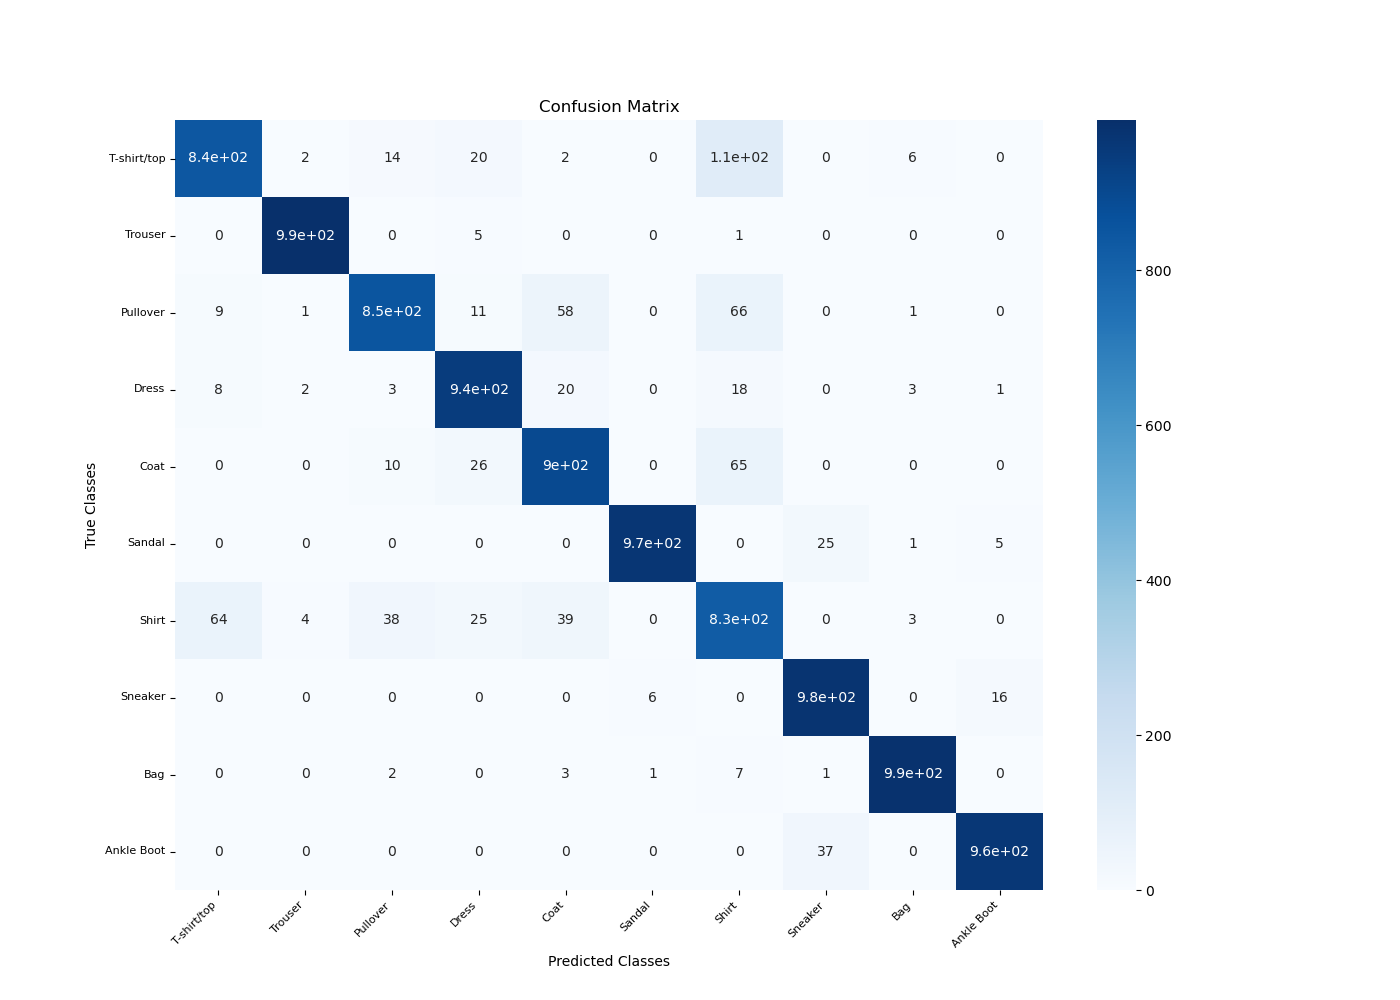 Confusion Matrix
T-shirt/top 8.4e+02 2 14 20 2 0 1.1e+02 0 6 0
Trouser 0 9.9e+02 0 5 0 0 1 0 0 0
Pullover 9 1 8.5e+02 11 58 0 66 0 1 0
Dress 8 2 3 9.4e+02 20 0 18 0 3 1
Coat 0 0 10 26 9e+02 0 65 0 0 0
Sandal 0 0 0 0 0 9.7e+02 0 25 1 5
Shirt 64 4 38 25 39 0 8.3e+02 0 3 0
Sneaker 0 0 0 0 0 6 0 9.8e+02 0 16
Bag 0 0 2 0 3 1 7 1 9.9e+02 0
Ankle Boot 0 0 0 0 0 0 0 37 0 9.6e+02
True Classes
T-shirt/top Trouser Pullover Dress Coat Sandal Shirt Sneaker Bag Ankle Boot
Predicted Classes
800
600
400
200
0